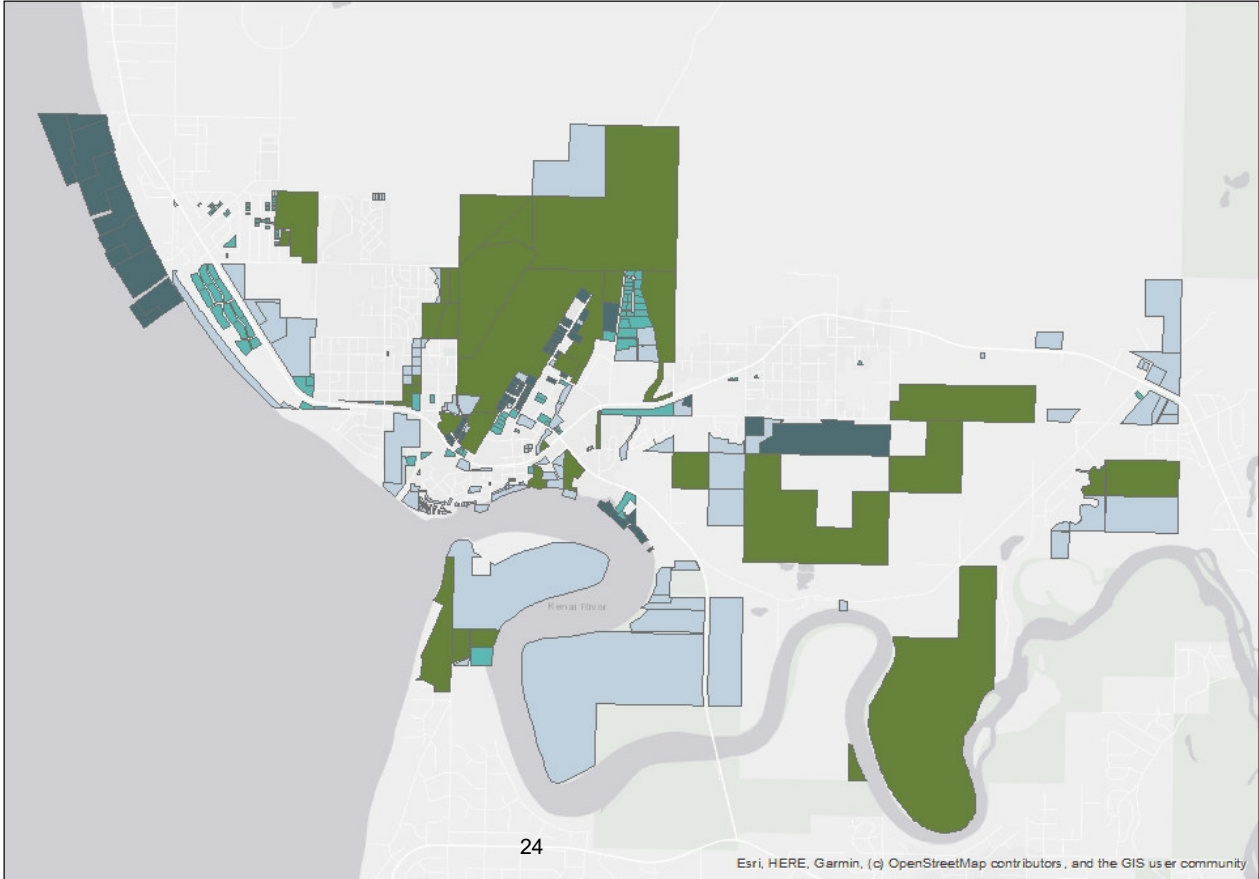 Kenai River
24
Esri, HERE, Garmin, (c) OpenStreetMap contributors, and the GIS user community